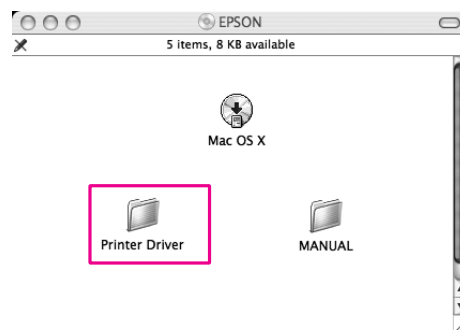 EPSON
5 items, 8 KB available
Mac OS X
Printer Driver
MANUAL